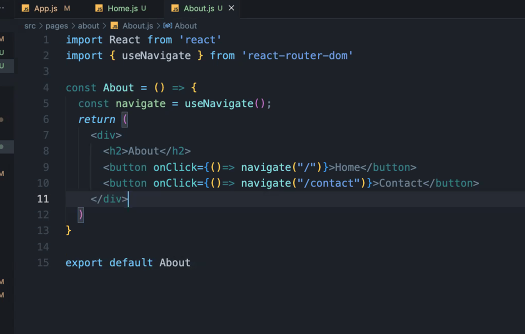 App.js M
Home.js U
About.js U ×
src > pages > about > About.js > About
1 import React from 'react'
2 import { useNavigate } from 'react-router-dom'
3
4 const About = () => {
5 const navigate = useNavigate();
6 return (
7 <div>
8 <h2>About</h2>
9 <button onClick={()=> navigate("/")}>Home</button>
10 <button onClick={()=> navigate("/contact")}>Contact</button>
11 </div>
12 )
13 }
14
15 export default About